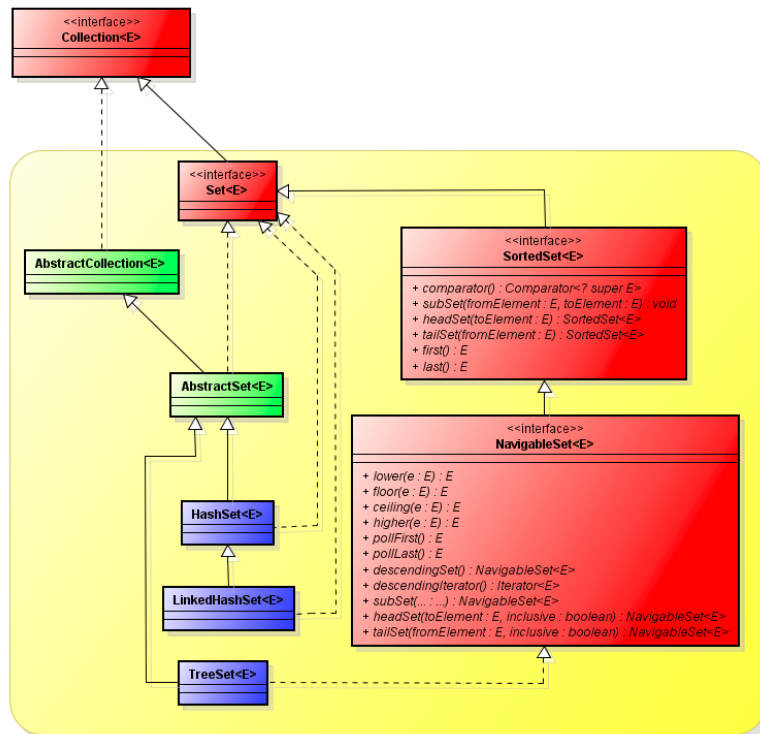 <<interface>>
Collection<E>
<<interface>>
Set<E>
AbstractCollection<E>
<<interface>>
SortedSet<E>
+ comparator() : Comparator<? super E>
+ subSet(fromElement : E, toElement : E) : void
+ headSet(toElement : E) : SortedSet<E>
+ tailSet(fromElement : E) : SortedSet<E>
+ first() : E
+ last() : E
AbstractSet<E>
<<interface>>
NavigableSet<E>
+ lower(e : E) : E
+ floor(e : E) : E
+ ceiling(e : E) : E
+ higher(e : E) : E
+ pollFirst() : E
+ pollLast() : E
+ descendingSet() : NavigableSet<E>
+ descendingIterator() : Iterator<E>
+ subSet(... : ...) : NavigableSet<E>
+ headSet(toElement : E, inclusive : boolean) : NavigableSet<E>
+ tailSet(fromElement : E, inclusive : boolean) : NavigableSet<E>
HashSet<E>
LinkedHashSet<E>
TreeSet<E>